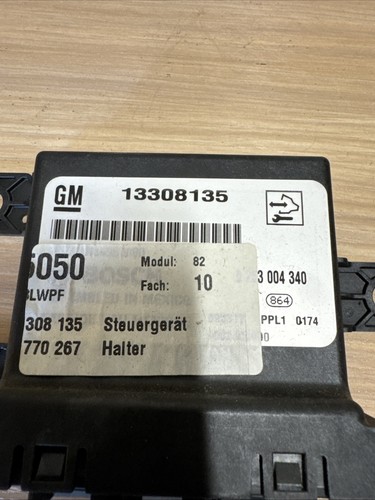 GM 13308135
5050 Modul: 82
LWPF Fach: 10 3 004 340
864
308 135 Steuergerät PPL1 0174
770 267 Halter